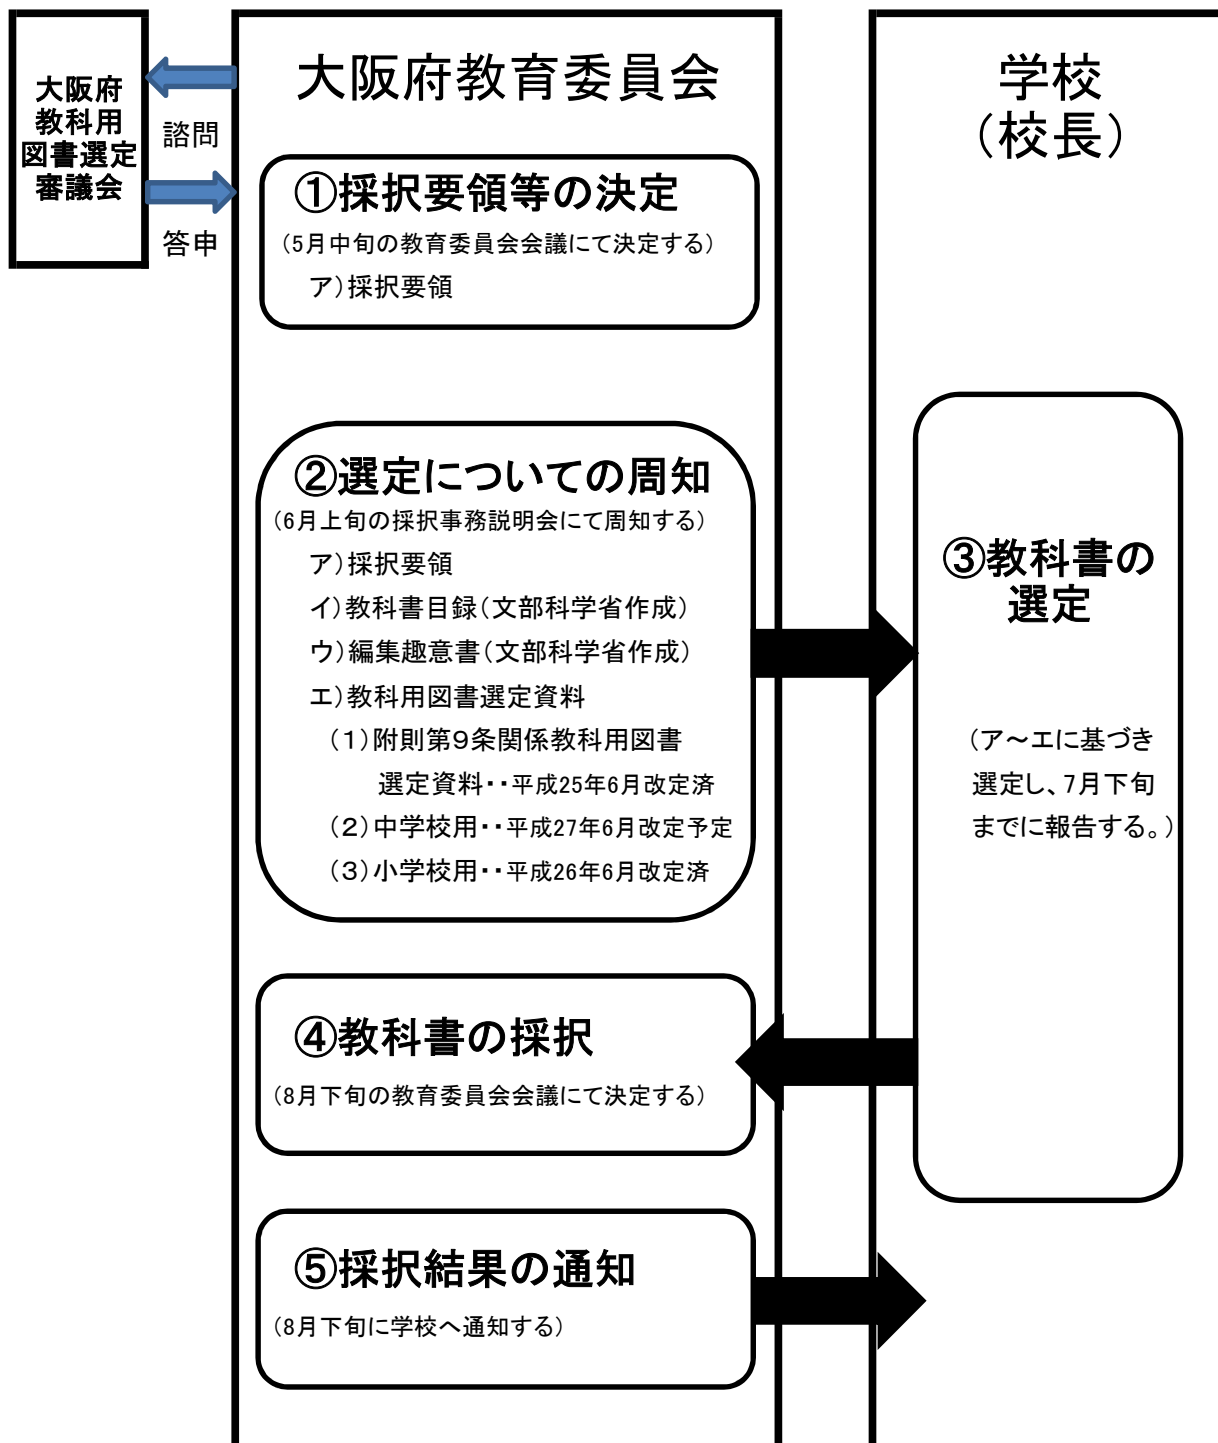 大阪府
教科用
図書選定
審議会
諮問
答申
大阪府教育委員会
①採択要領等の決定
(5月中旬の教育委員会会議にて決定する)
ア)採択要領
②選定についての周知
(6月上旬の採択事務説明会にて周知する)
ア)採択要領
イ)教科書目録(文部科学省作成)
ウ)編集趣意書(文部科学省作成)
エ)教科用図書選定資料
(1)附則第9条関係教科用図書
選定資料・・平成25年6月改定済
(2)中学校用・・平成27年6月改定予定
(3)小学校用・・平成26年6月改定済
④教科書の採択
(8月下旬の教育委員会会議にて決定する)
⑤採択結果の通知
(8月下旬に学校へ通知する)
学校
(校長)
③教科書の
選定
(ア～エに基づき
選定し、7月下旬
までに報告する。)